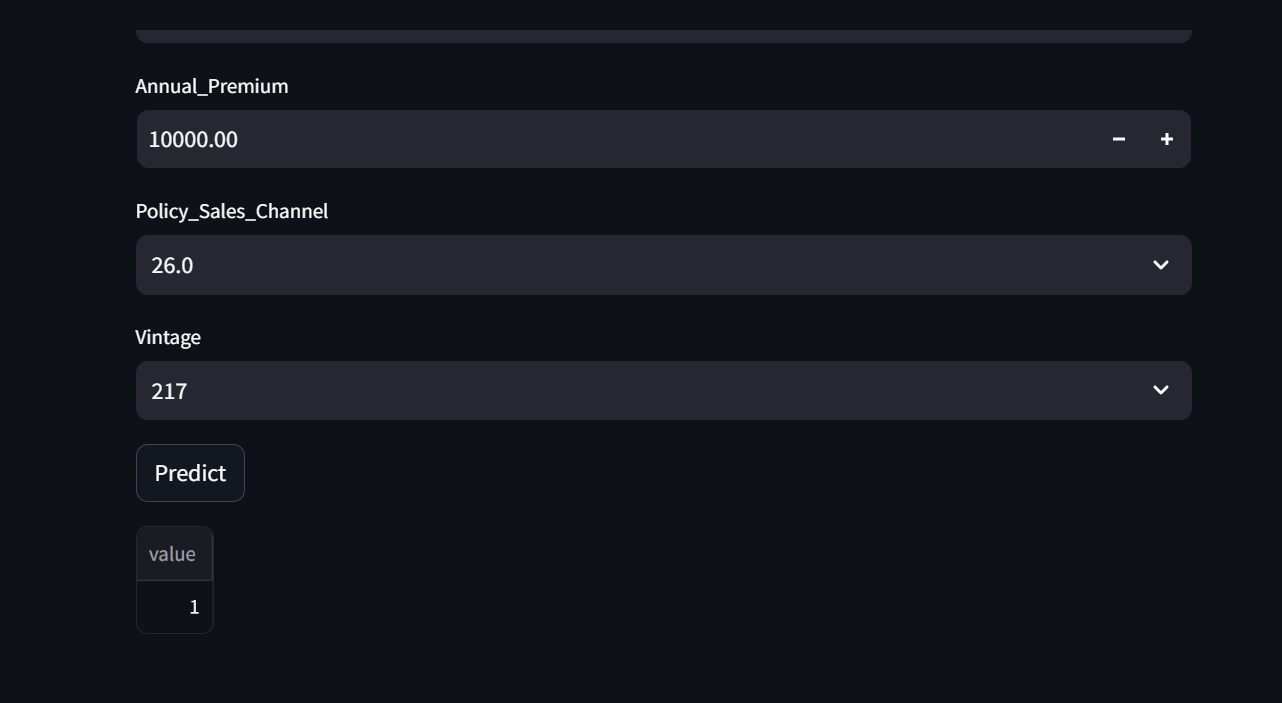 Annual_Premium
10000.00
Policy_Sales_Channel
26.0
Vintage
217
Predict
value
1